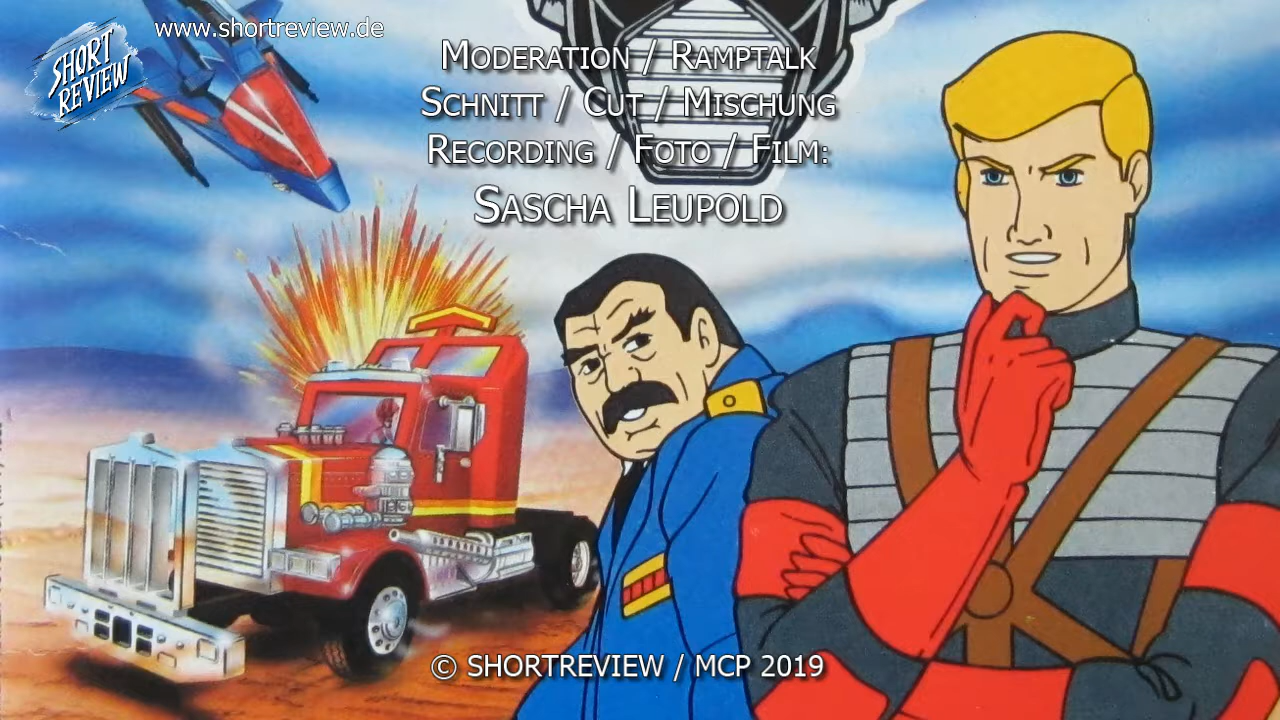 www.shortreview.de
SHORT
REVIEW
MODERATION / RAMPTALK
SCHNITT / CUT / MISCHUNG
RECORDING / FOTO / FILM:
SASCHA LEUPOLD
© SHORTREVIEW / MCP 2019